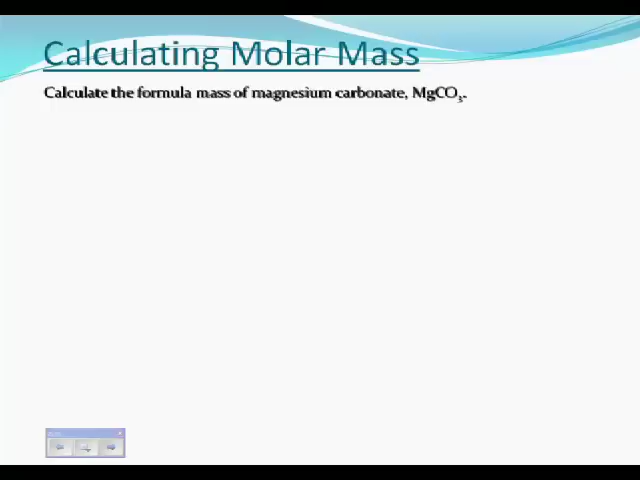 Calculating Molar Mass
Calculate the formula mass of magnesium carbonate, MgCO₃.